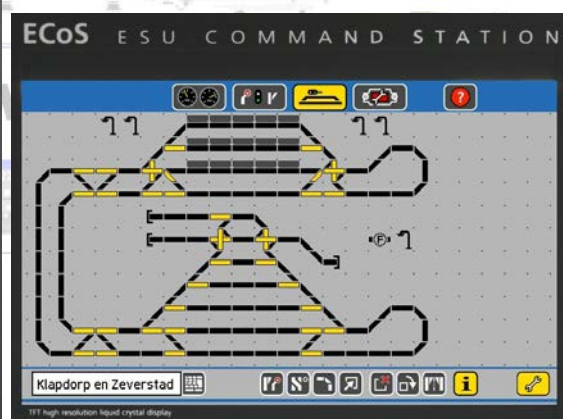 ECoS ESU COMMAND STATION
?
F
Klapdorp en Zeverstad
i
TFT high resolution liquid crystal display